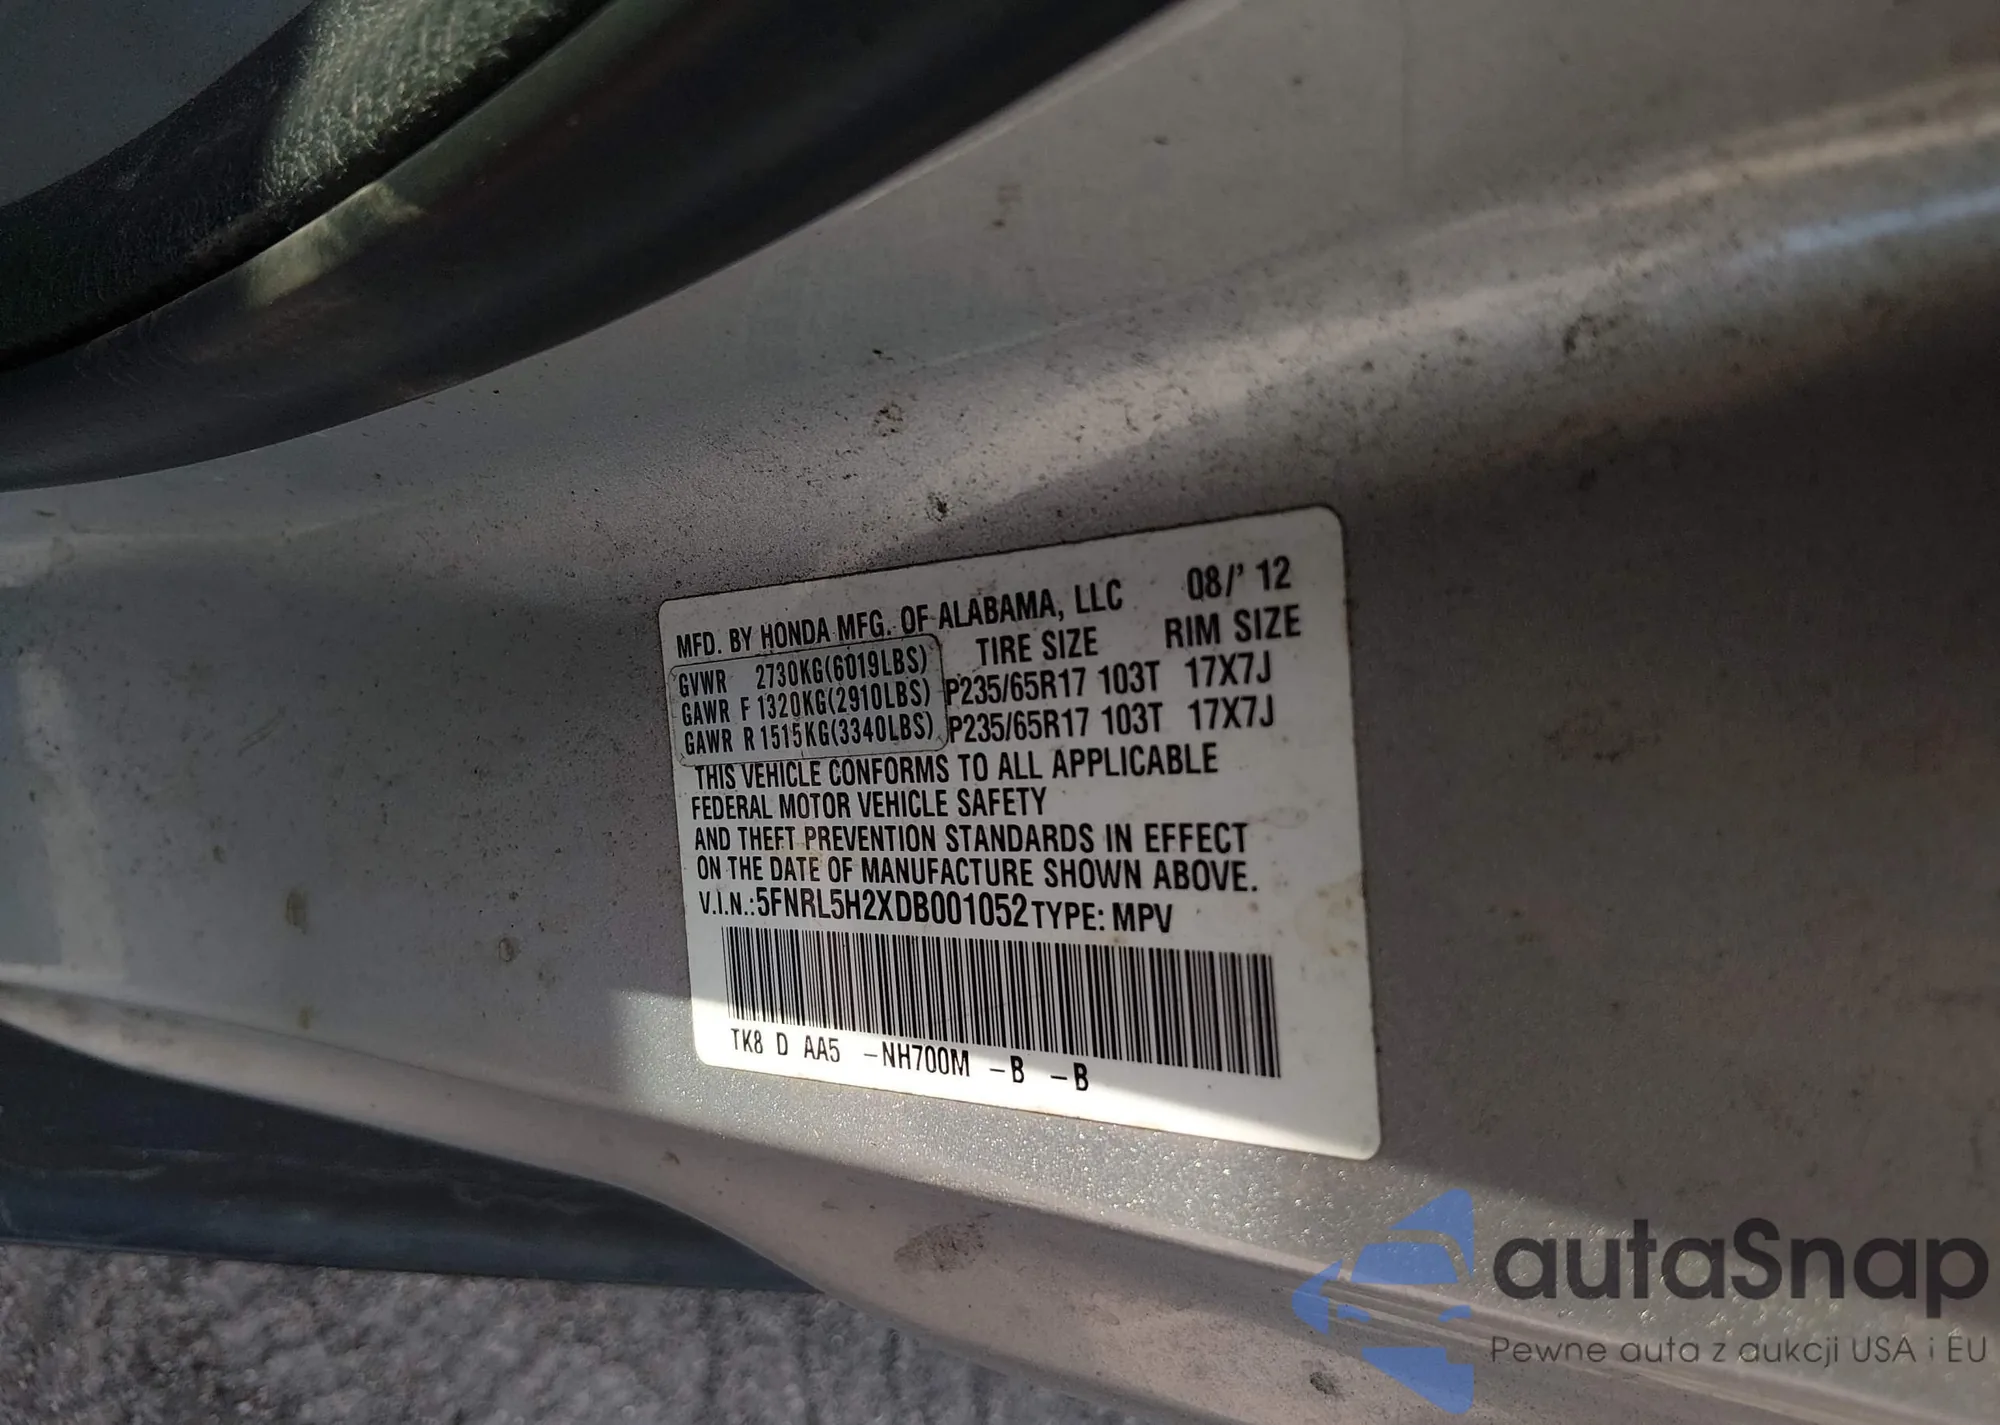 MFD. BY HONDA MFG. OF ALABAMA, LLC 08/'12
TIRE SIZE RIM SIZE
GVWR 2730KG(6019LBS)
GAWR F 1320KG(2910LBS) P235/65R17 103T 17X7J
GAWR R 1515KG(3340LBS) P235/65R17 103T 17X7J
THIS VEHICLE CONFORMS TO ALL APPLICABLE
FEDERAL MOTOR VEHICLE SAFETY
AND THEFT PREVENTION STANDARDS IN EFFECT
ON THE DATE OF MANUFACTURE SHOWN ABOVE.
V.I.N.:5FNRL5H2XDB001052 TYPE: MPV
TK8 D AA5 -NH700M -B -B
autaSnap
Pewne auta z aukcji USA i EU